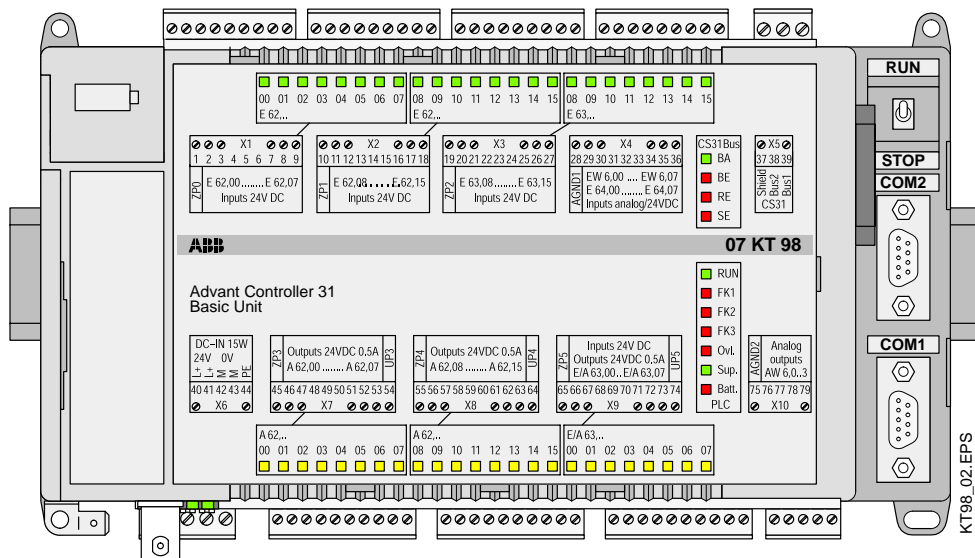 00 01 02 03 04 05 06 07 08 09 10 11 12 13 14 15 08 09 10 11 12 13 14 15
E 62,.. E 62,.. E 63,..
X1 X2 X3 X4 CS31Bus X5
1 2 3 4 5 6 7 8 9 10 11 12 13 14 15 16 17 18 19 20 21 22 23 24 25 26 27 28 29 30 31 32 33 34 35 36 37 38 39
ZP0
E 62,00.......E 62,07
Inputs 24V DC
ZP1
E 62,08.......E 62,15
Inputs 24V DC
ZP2
E 63,08.......E 63,15
Inputs 24V DC
AGND1
EW 6,00 .... EW 6,07
E 64,00....... E 64,07
Inputs analog/24VDC
BA
BE
RE
SE
Shield
Bus2
Bus1
CS31
RUN
STOP
COM2
COM1
ABB 07 KT 98
Advant Controller 31
Basic Unit
RUN
FK1
FK2
FK3
Ovl.
Sup.
Batt.
PLC
DC–IN 15W
24V 0V
L+ L+ M M PE
40 41 42 43 44
X6
ZP3
Outputs 24VDC 0,5A
A 62,00 ........ A 62,07
UP3
45 46 47 48 49 50 51 52 53 54
X7
ZP4
Outputs 24VDC 0,5A
A 62,08 ........ A 62,15
UP4
55 56 57 58 59 60 61 62 63 64
X8
ZP5
Inputs 24V DC
Outputs 24VDC 0,5A
E/A 63,00..E/A 63,07
UP5
65 66 67 68 69 70 71 72 73 74
X9
AGND2
Analog
outputs
AW 6,0..3
75 76 77 78 79
X10
A 62,.. A 62,.. E/A 63,..
00 01 02 03 04 05 06 07 08 09 10 11 12 13 14 15 00 01 02 03 04 05 06 07
KT98_02.EPS